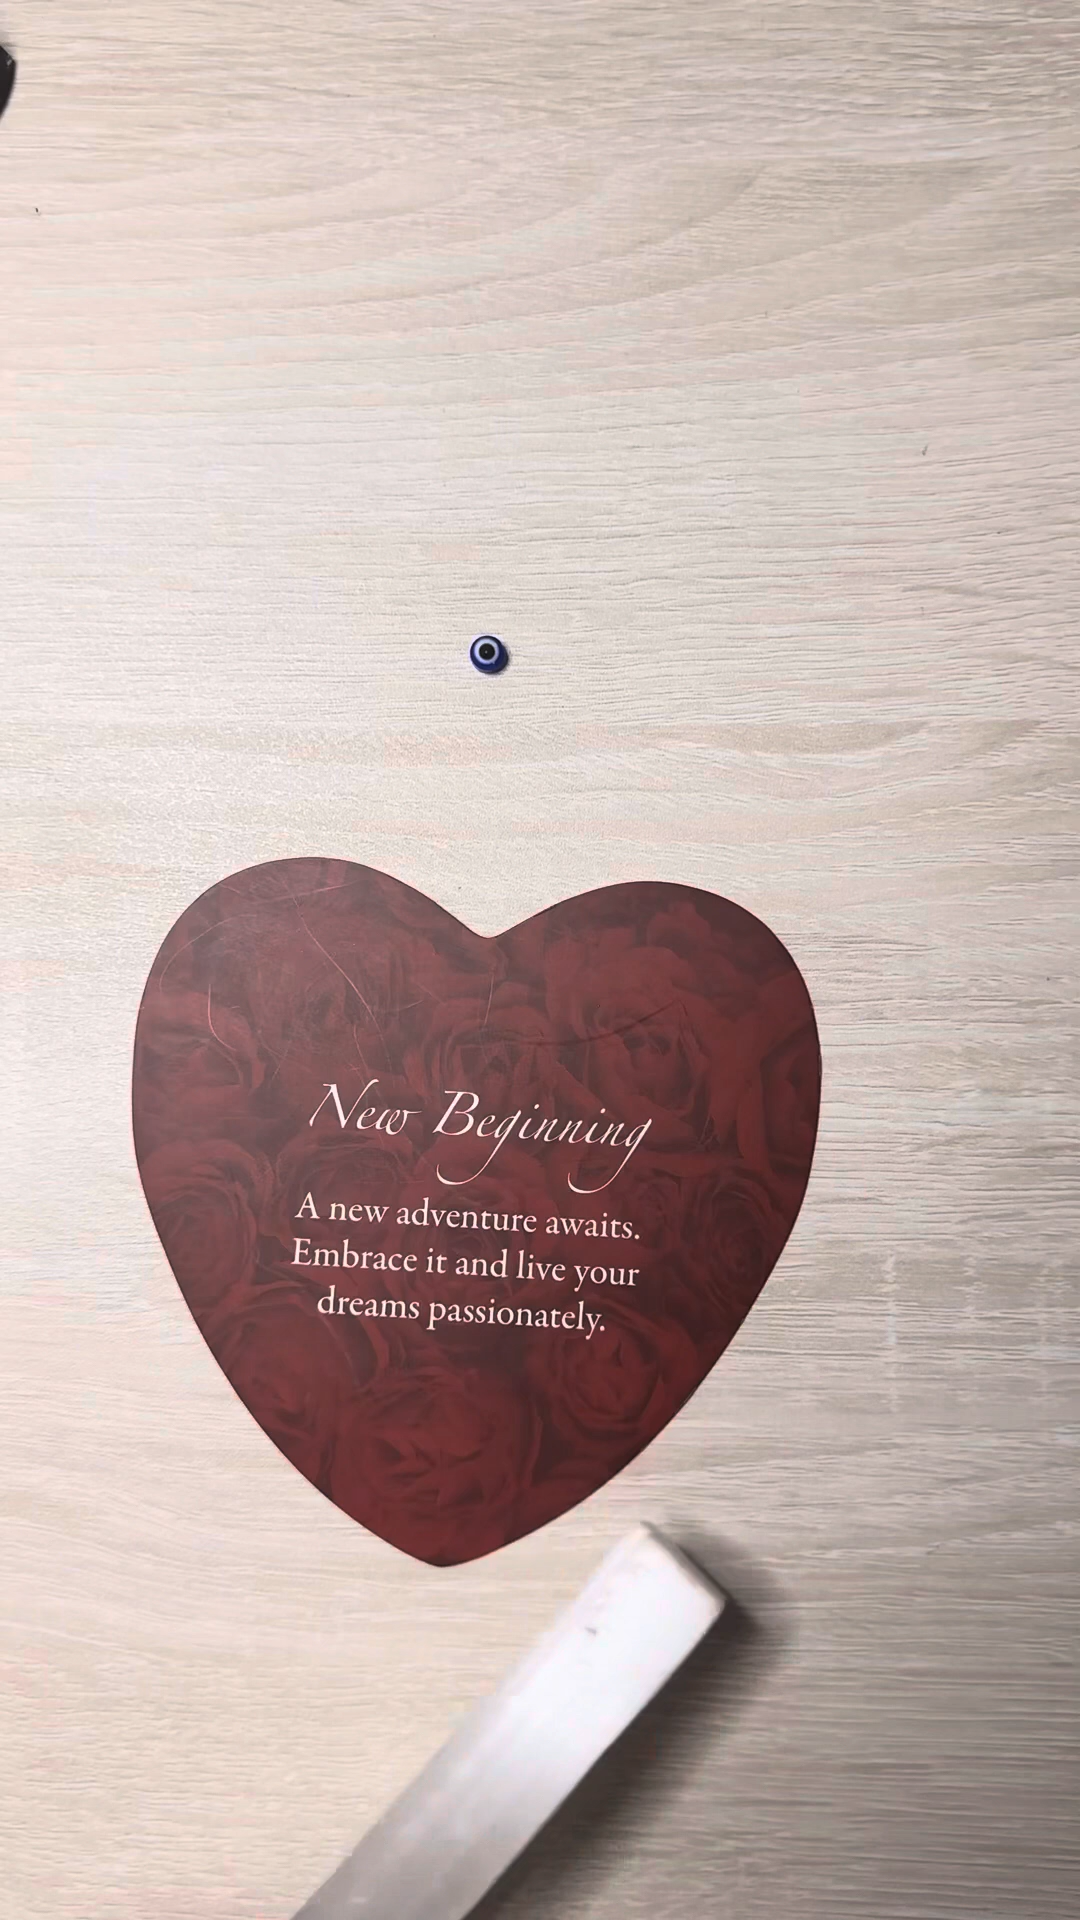 New Beginning
A new adventure awaits.
Embrace it and live your
dreams passionately.